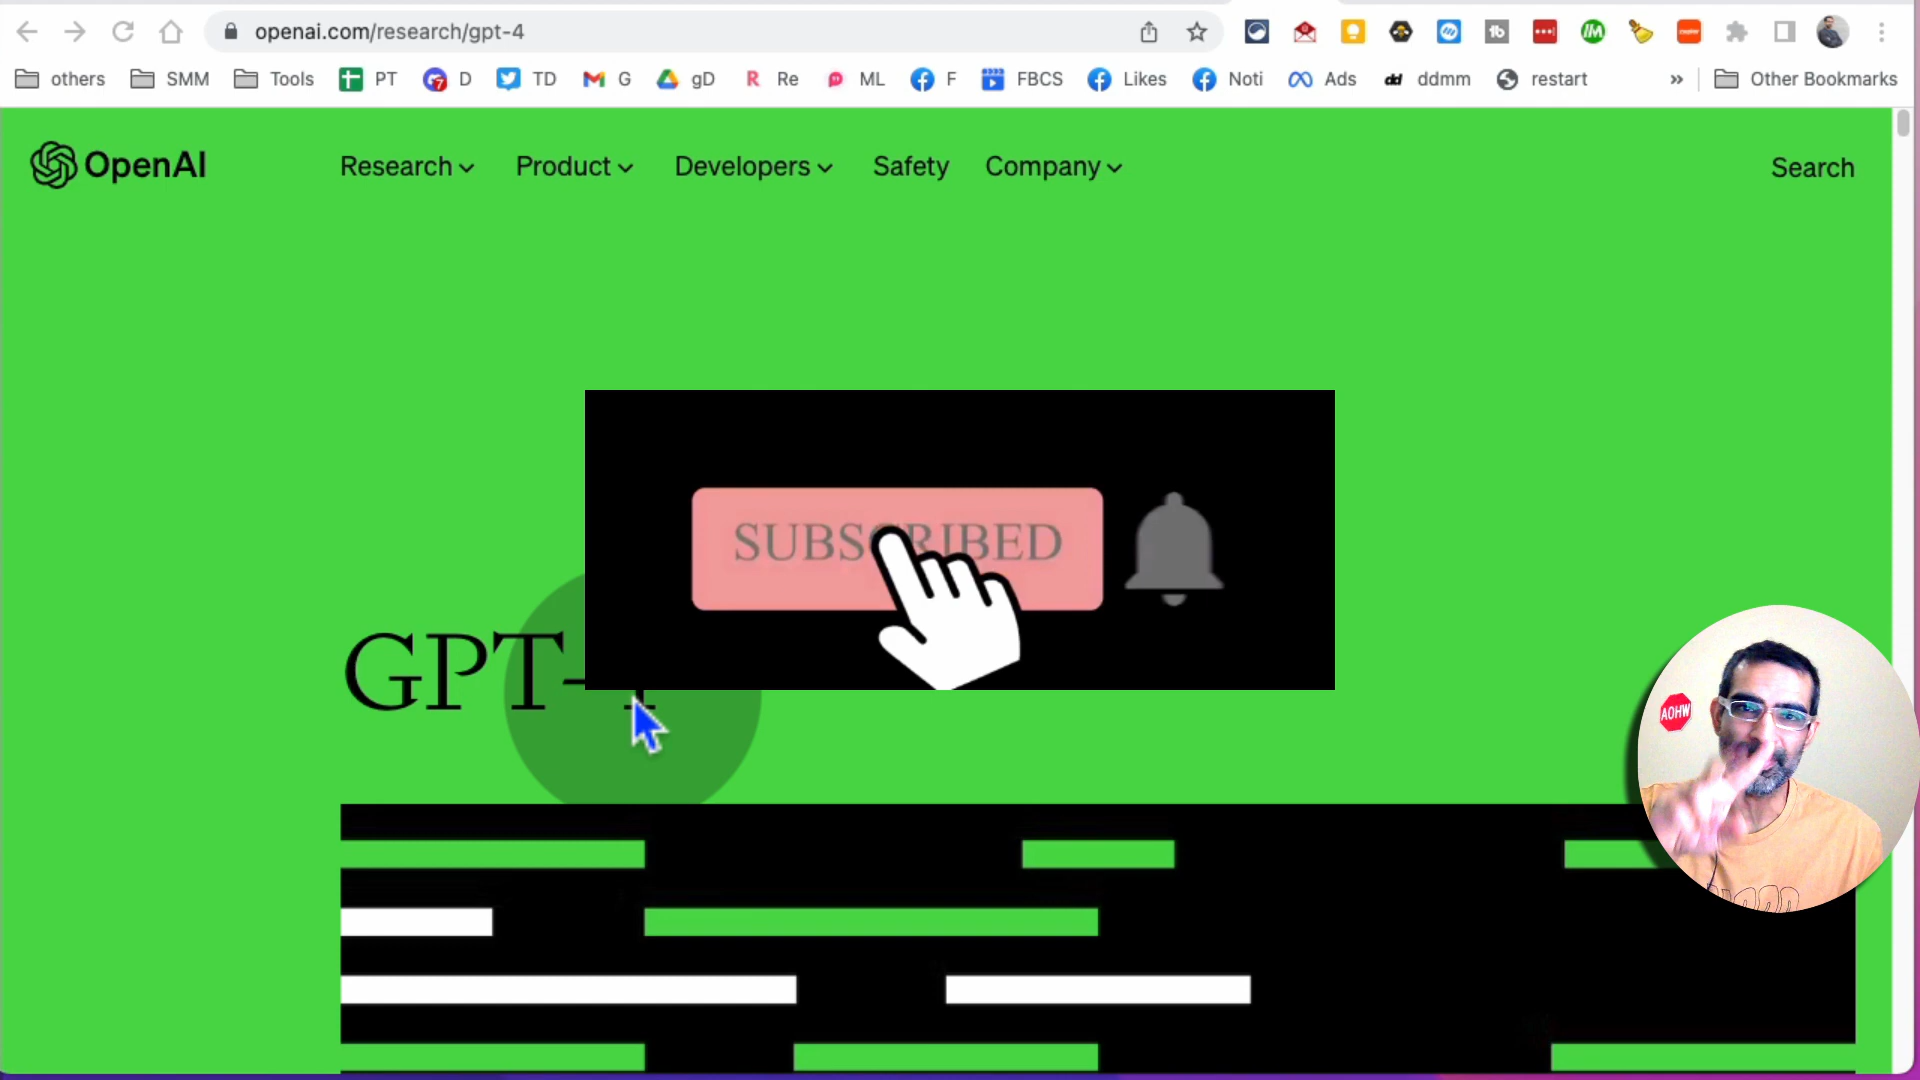 openai.com/research/gpt-4
others SMM Tools PT D TD G gD Re ML F FBCS Likes Noti Ads ddmm restart » Other Bookmarks
OpenAI Research Product Developers Safety Company Search
SUBSCRIBED
GPT-
AOHW